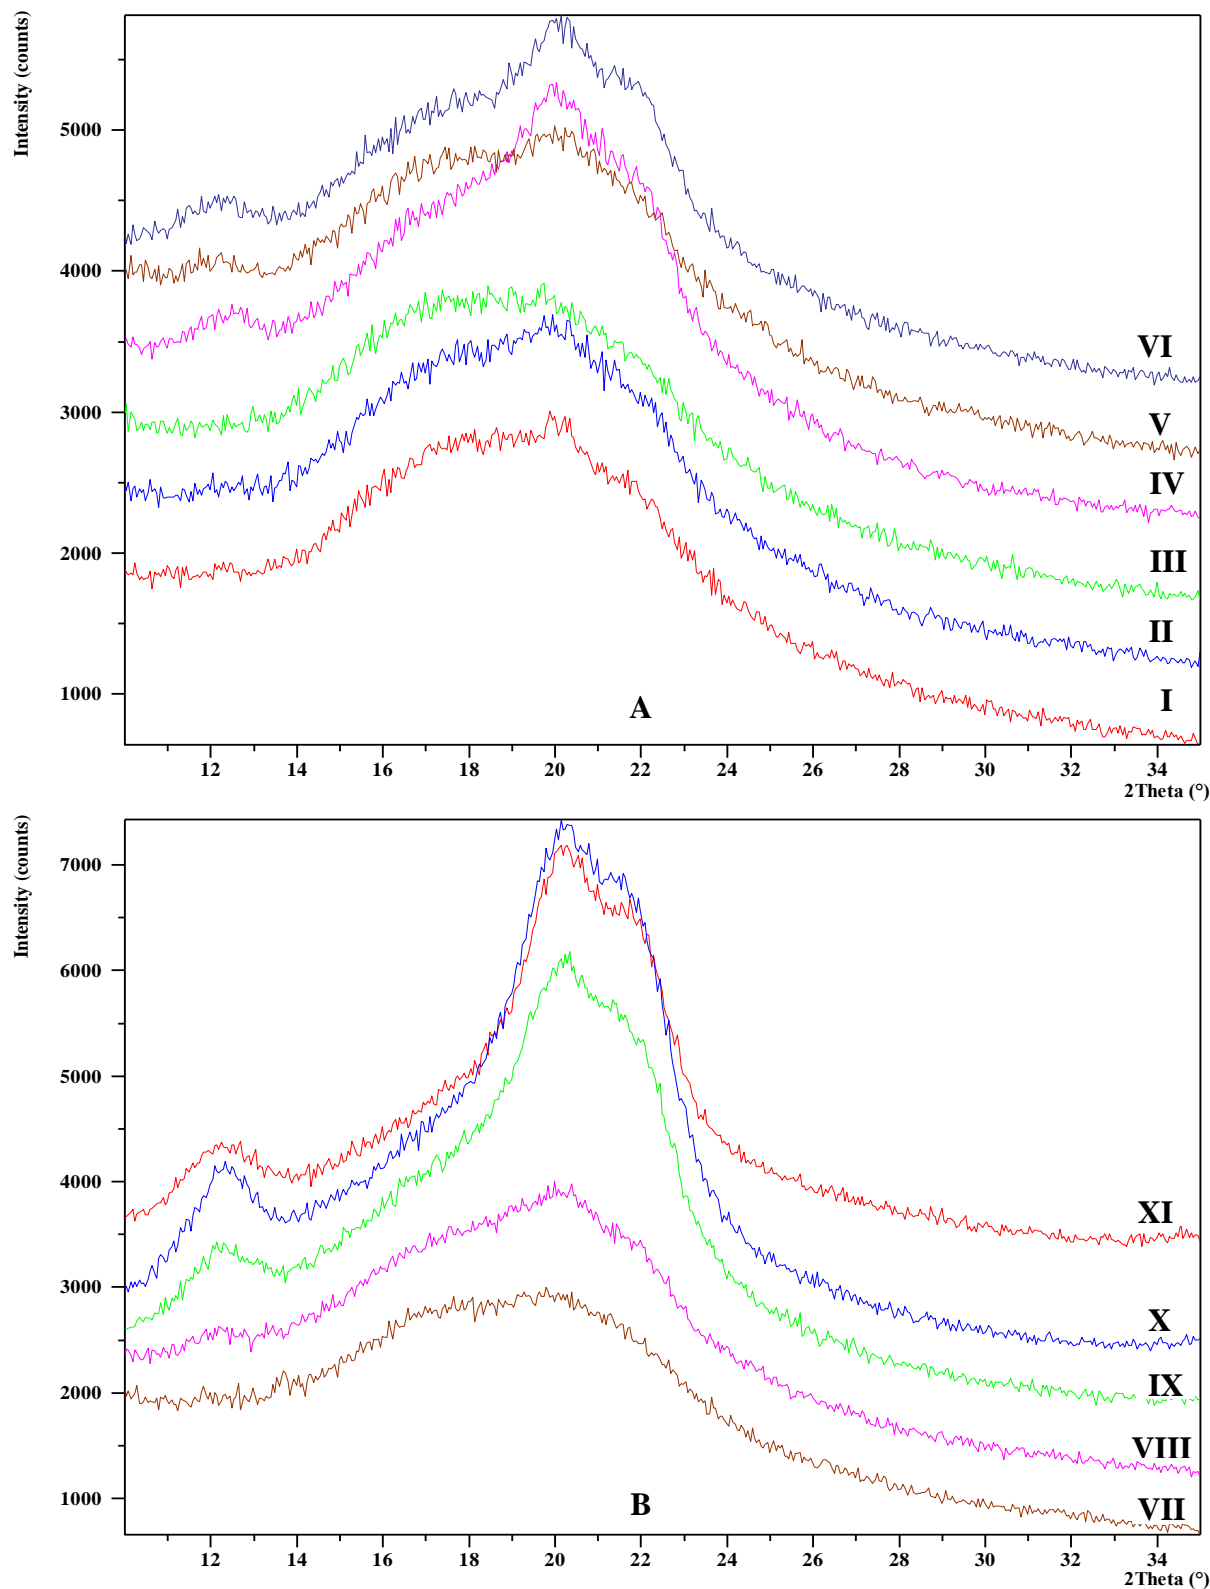 Intensity (counts)
5000
4000
3000
2000
1000
VI
V
IV
III
II
I
A
12 14 16 18 20 22 24 26 28 30 32 34
2Theta (°)
Intensity (counts)
7000
6000
5000
4000
3000
2000
1000
XI
X
IX
VIII
VII
B
12 14 16 18 20 22 24 26 28 30 32 34
2Theta (°)